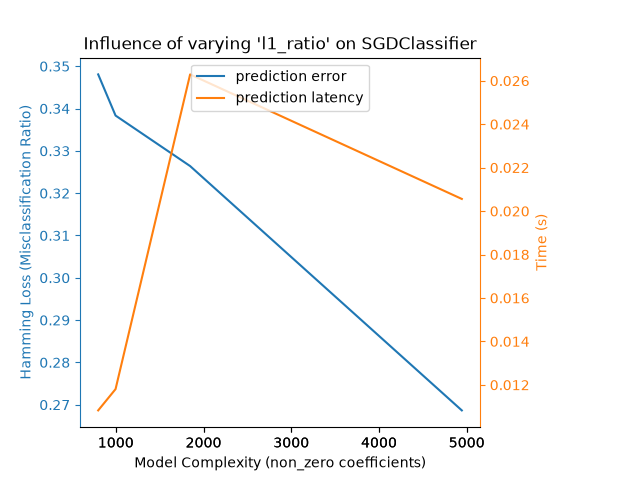 Influence of varying 'l1_ratio' on SGDClassifier
prediction error
prediction latency
Hamming Loss (Misclassification Ratio)
0.35
0.34
0.33
0.32
0.31
0.30
0.29
0.28
0.27
0.026
0.024
0.022
0.020
0.018
0.016
0.014
0.012
Time (s)
1000 2000 3000 4000 5000
Model Complexity (non_zero coefficients)